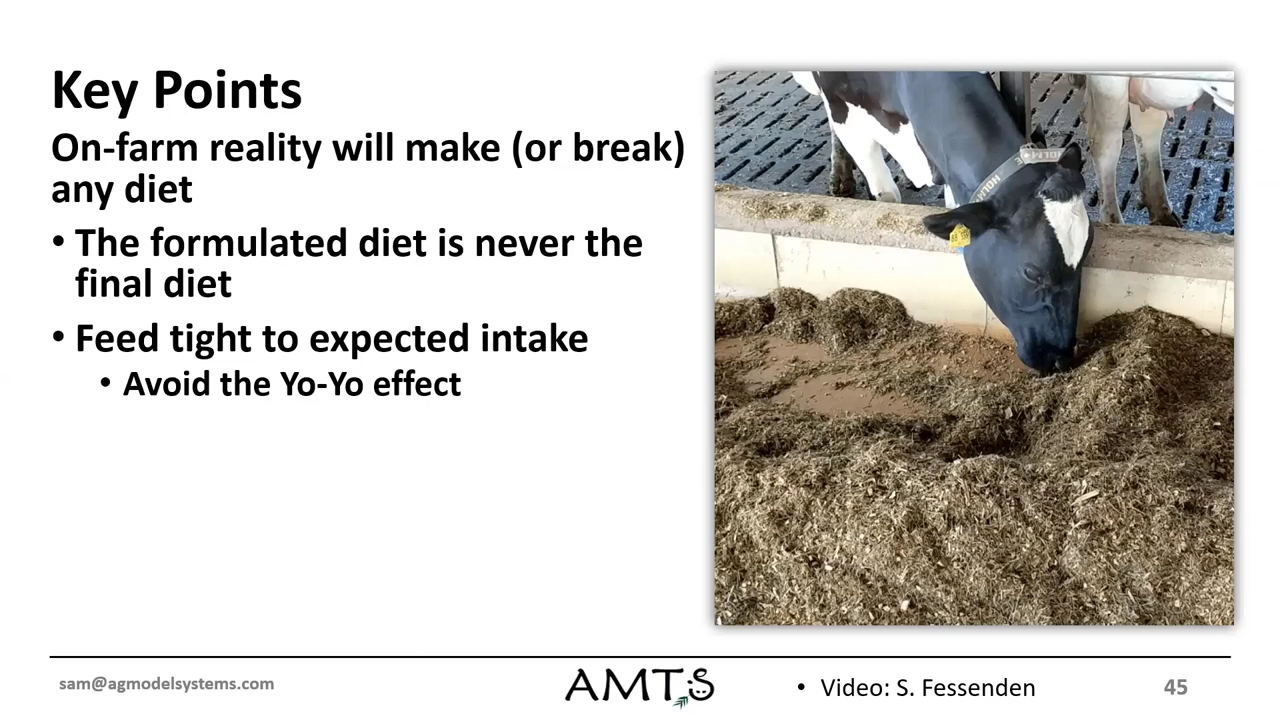 Key Points
On-farm reality will make (or break)
any diet
• The formulated diet is never the
final diet
• Feed tight to expected intake
• Avoid the Yo-Yo effect
sam@agmodelsystems.com
AMTS
• Video: S. Fessenden
45